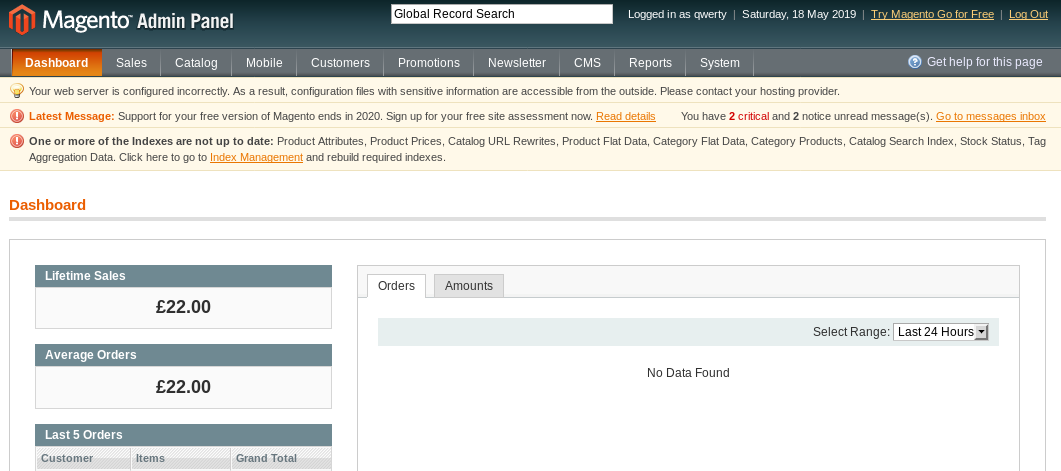 Magento Admin Panel
Global Record Search
Logged in as qwerty | Saturday, 18 May 2019 | Try Magento Go for Free | Log Out
Dashboard Sales Catalog Mobile Customers Promotions Newsletter CMS Reports System Get help for this page
Your web server is configured incorrectly. As a result, configuration files with sensitive information are accessible from the outside. Please contact your hosting provider.
Latest Message: Support for your free version of Magento ends in 2020. Sign up for your free site assessment now. Read details You have 2 critical and 2 notice unread message(s). Go to messages inbox
One or more of the Indexes are not up to date: Product Attributes, Product Prices, Catalog URL Rewrites, Product Flat Data, Category Flat Data, Category Products, Catalog Search Index, Stock Status, Tag
Aggregation Data. Click here to go to Index Management and rebuild required indexes.
Dashboard
Lifetime Sales
£22.00
Average Orders
£22.00
Last 5 Orders
Customer Items Grand Total
Orders Amounts
Select Range: Last 24 Hours
No Data Found